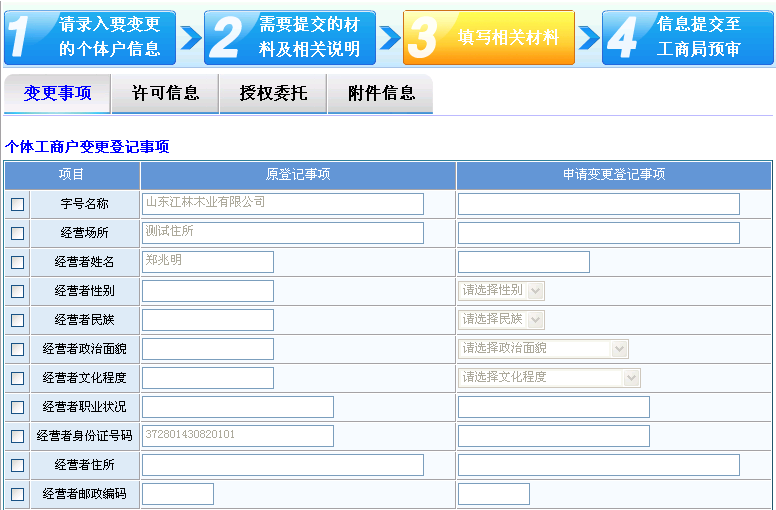 1 请录入要变更的个体户信息
2 需要提交的材料及相关说明
3 填写相关材料
4 信息提交至工商局预审
变更事项 许可信息 授权委托 附件信息
个体工商户变更登记事项
项目 原登记事项 申请变更登记事项
字号名称 山东江林木业有限公司
经营场所 测试住所
经营者姓名 郑兆明
经营者性别 请选择性别
经营者民族 请选择民族
经营者政治面貌 请选择政治面貌
经营者文化程度 请选择文化程度
经营者职业状况
经营者身份证号码 372801430820101
经营者住所
经营者邮政编码